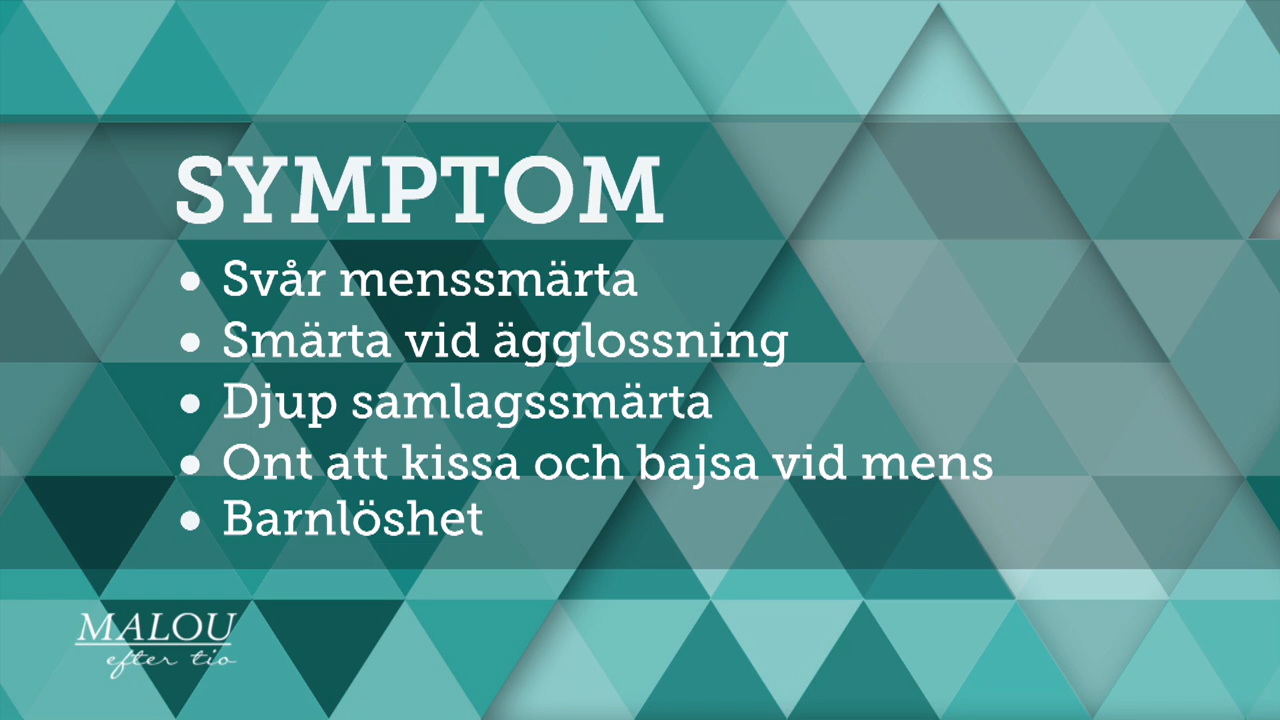 SYMPTOM
• Svår menssmärta
• Smärta vid ägglossning
• Djup samlagssmärta
• Ont att kissa och bajsa vid mens
• Barnlöshet
MALOU
efter tio